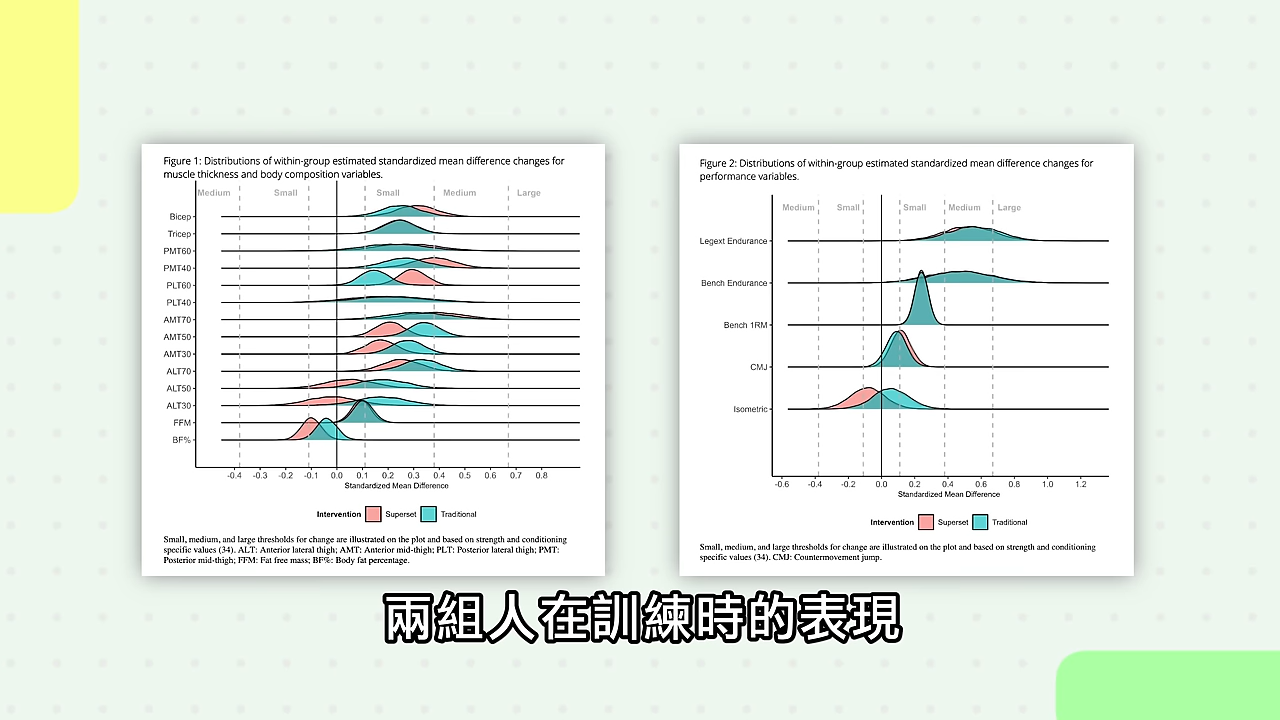 Figure 1: Distributions of within-group estimated standardized mean difference changes for
muscle thickness and body composition variables.
Medium Small Small Medium Large
Bicep
Tricep
PMT60
PMT40
PLT60
PLT40
AMT70
AMT50
AMT30
ALT70
ALT50
ALT30
FFM
BF%
-0.4 -0.3 -0.2 -0.1 0.0 0.1 0.2 0.3 0.4 0.5 0.6 0.7 0.8
Standardized Mean Difference
Intervention Superset Traditional
Small, medium, and large thresholds for change are illustrated on the plot and based on strength and conditioning
specific values (34). ALT: Anterior lateral thigh; AMT: Anterior mid-thigh; PLT: Posterior lateral thigh; PMT:
Posterior mid-thigh; FFM: Fat free mass; BF%: Body fat percentage.
Figure 2: Distributions of within-group estimated standardized mean difference changes for
performance variables.
Medium Small Small Medium Large
Legext Endurance
Bench Endurance
Bench 1RM
CMJ
Isometric
-0.6 -0.4 -0.2 0.0 0.2 0.4 0.6 0.8 1.0 1.2
Standardized Mean Difference
Intervention Superset Traditional
Small, medium, and large thresholds for change are illustrated on the plot and based on strength and conditioning
specific values (34). CMJ: Countermovement jump.
兩組人在訓練時的表現